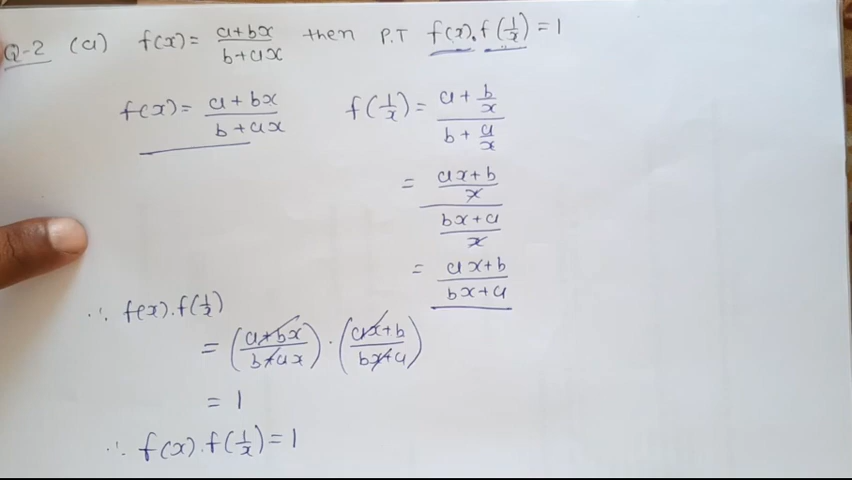 Q-2 (a) f(x) = (a+bx)/(b+ax) then P.T f(x).f(1/x) = 1
f(x) = (a+bx)/(b+ax)
f(1/x) = (a + b/x)/(b + a/x)
= ((ax+b)/x)/((bx+a)/x)
= (ax+b)/(bx+a)
∴ f(x).f(1/x)
= ((a+bx)/(b+ax)) . ((ax+b)/(bx+a))
= 1
∴ f(x).f(1/x) = 1